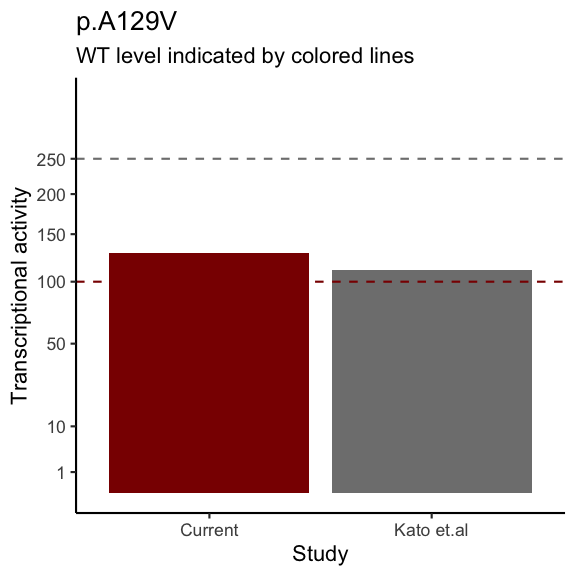 p.A129V
WT level indicated by colored lines
Transcriptional activity
250
200
150
100
50
10
1
Current
Kato et.al
Study